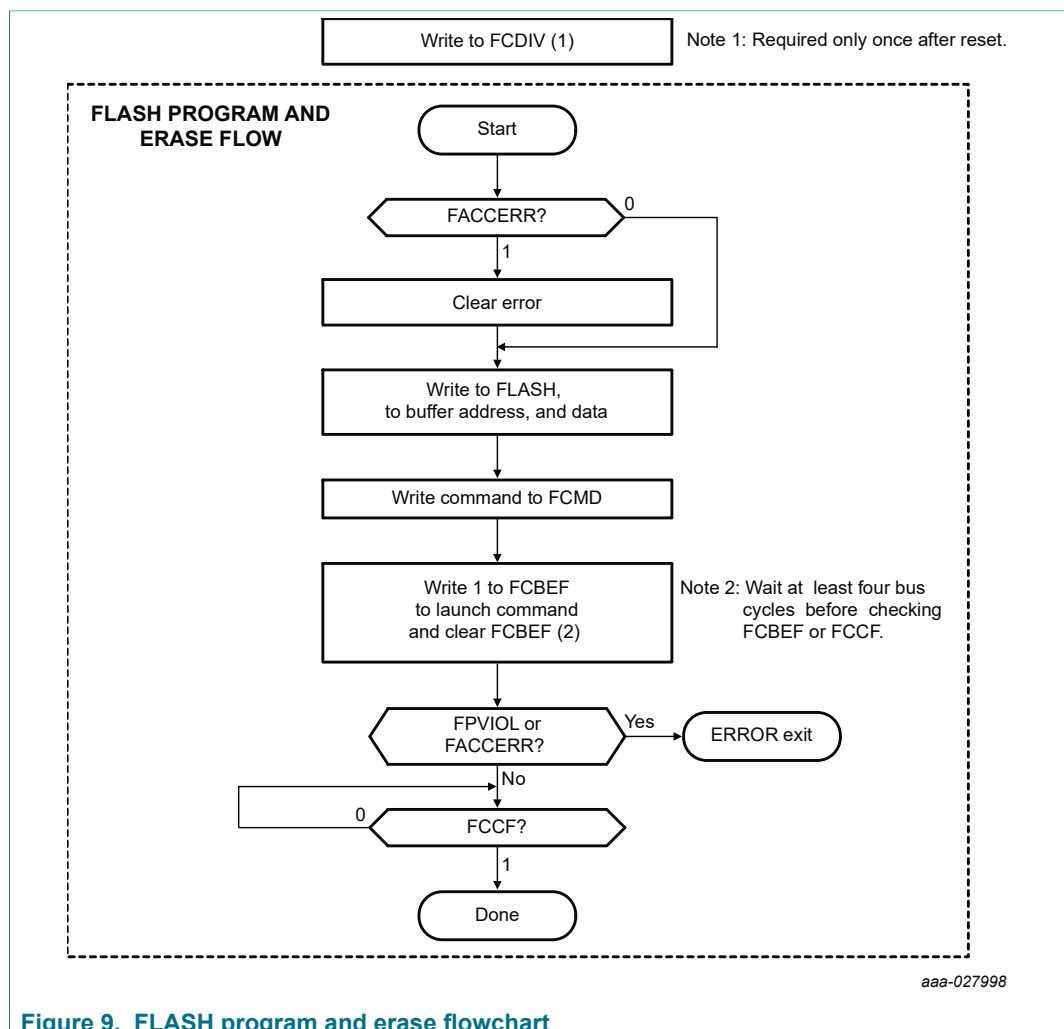 Write to FCDIV (1)
Note 1: Required only once after reset.
FLASH PROGRAM AND
ERASE FLOW
Start
FACCERR?
0
1
Clear error
Write to FLASH,
to buffer address, and data
Write command to FCMD
Write 1 to FCBEF
to launch command
and clear FCBEF (2)
Note 2: Wait at least four bus
cycles before checking
FCBEF or FCCF.
FPVIOL or
FACCERR?
Yes
ERROR exit
No
0
FCCF?
1
Done
aaa-027998
Figure 9. FLASH program and erase flowchart